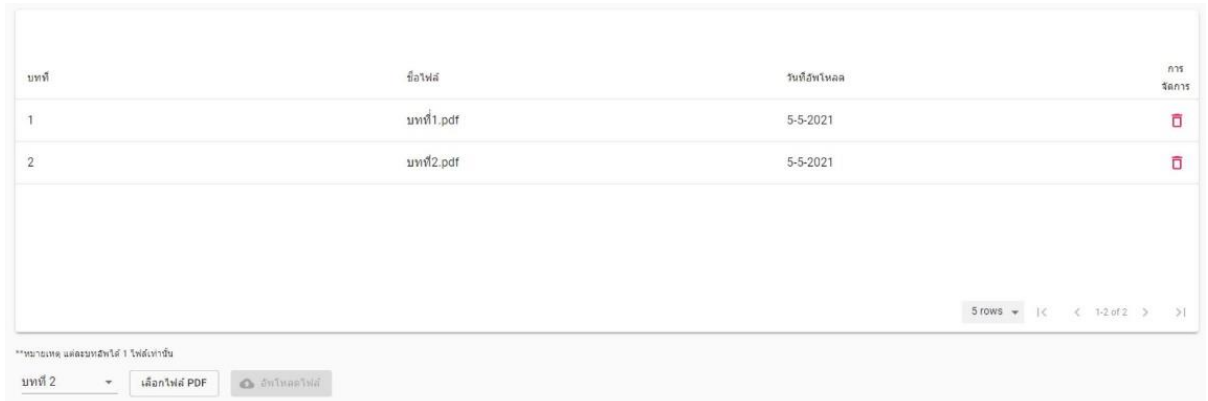 บทที่ ชื่อไฟล์ วันที่อัพโหลด การ
จัดการ
1 บทที่1.pdf 5-5-2021
2 บทที่2.pdf 5-5-2021
5 rows 1-2 of 2
**หมายเหตุ แต่ละบทอัพได้ 1 ไฟล์เท่านั้น
บทที่ 2 เลือกไฟล์ PDF อัพโหลดไฟล์